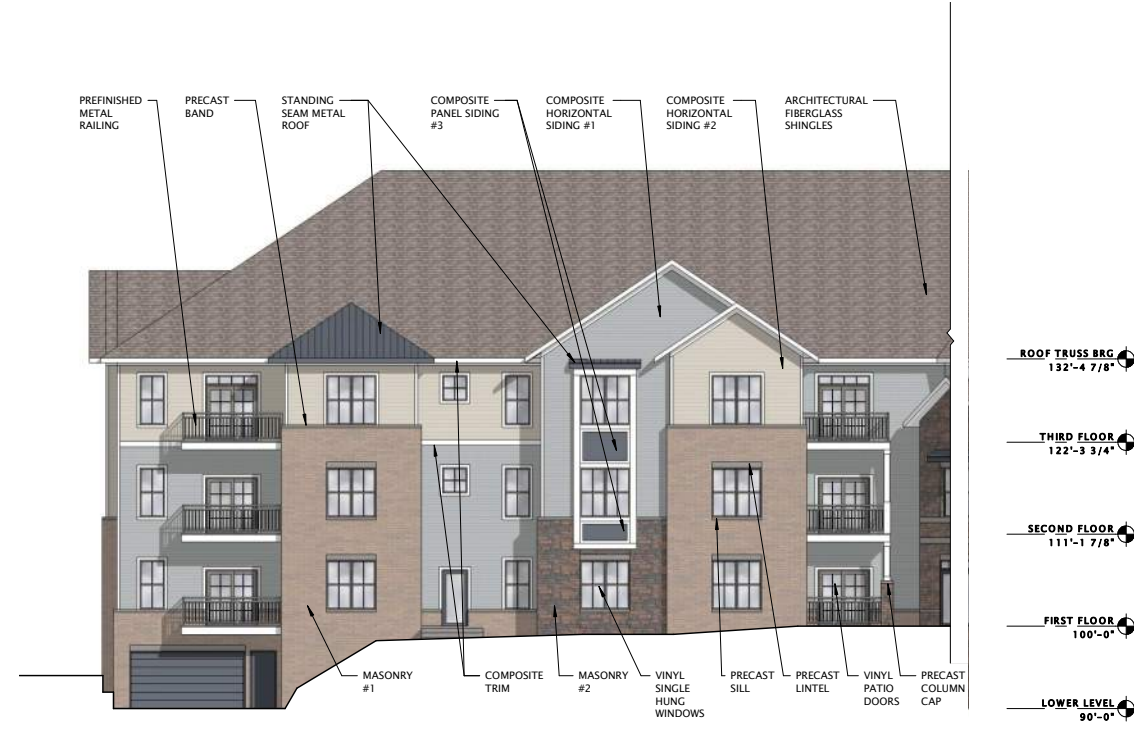 PREFINISHED
METAL
RAILING
PRECAST
BAND
STANDING
SEAM METAL
ROOF
COMPOSITE
PANEL SIDING
#3
COMPOSITE
HORIZONTAL
SIDING #1
COMPOSITE
HORIZONTAL
SIDING #2
ARCHITECTURAL
FIBERGLASS
SHINGLES
ROOF TRUSS BRG
132'-4 7/8"
THIRD FLOOR
122'-3 3/4"
SECOND FLOOR
111'-1 7/8"
FIRST FLOOR
100'-0"
LOWER LEVEL
90'-0"
MASONRY
#1
COMPOSITE
TRIM
MASONRY
#2
VINYL
SINGLE
HUNG
WINDOWS
PRECAST
SILL
PRECAST
LINTEL
VINYL
PATIO
DOORS
PRECAST
COLUMN
CAP